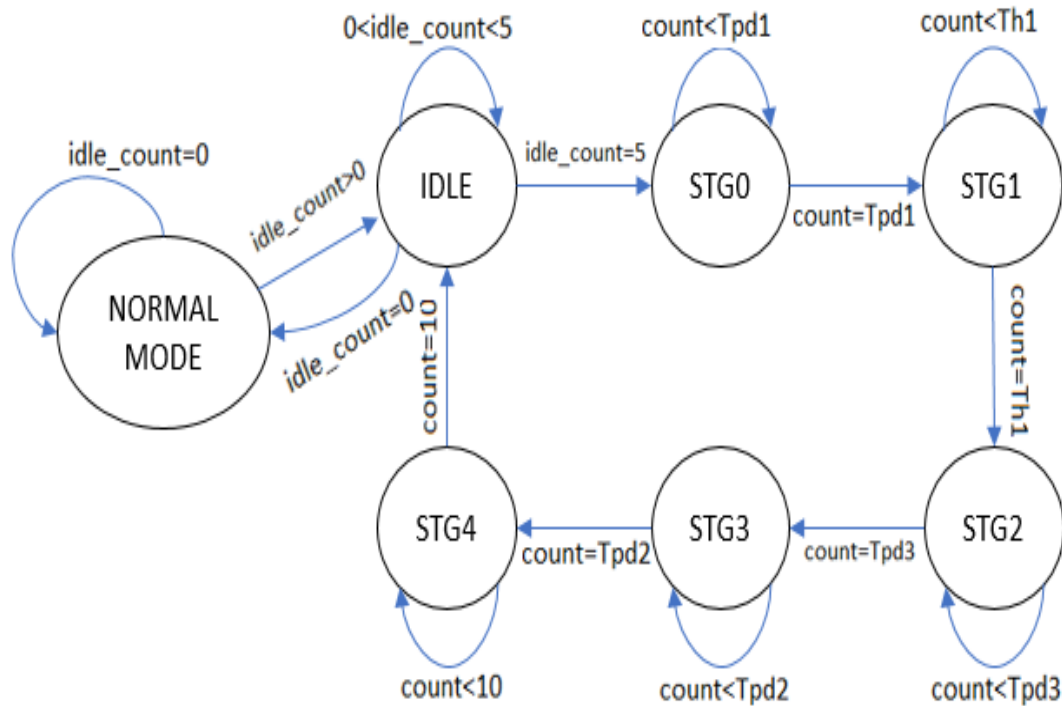 0<idle_count<5
count<Tpd1
count<Th1
idle_count=0
idle_count>0
IDLE
idle_count=5
STG0
count=Tpd1
STG1
NORMAL
MODE
idle_count=0
count=10
count=Th1
STG4
count=Tpd2
STG3
count=Tpd3
STG2
count<10
count<Tpd2
count<Tpd3